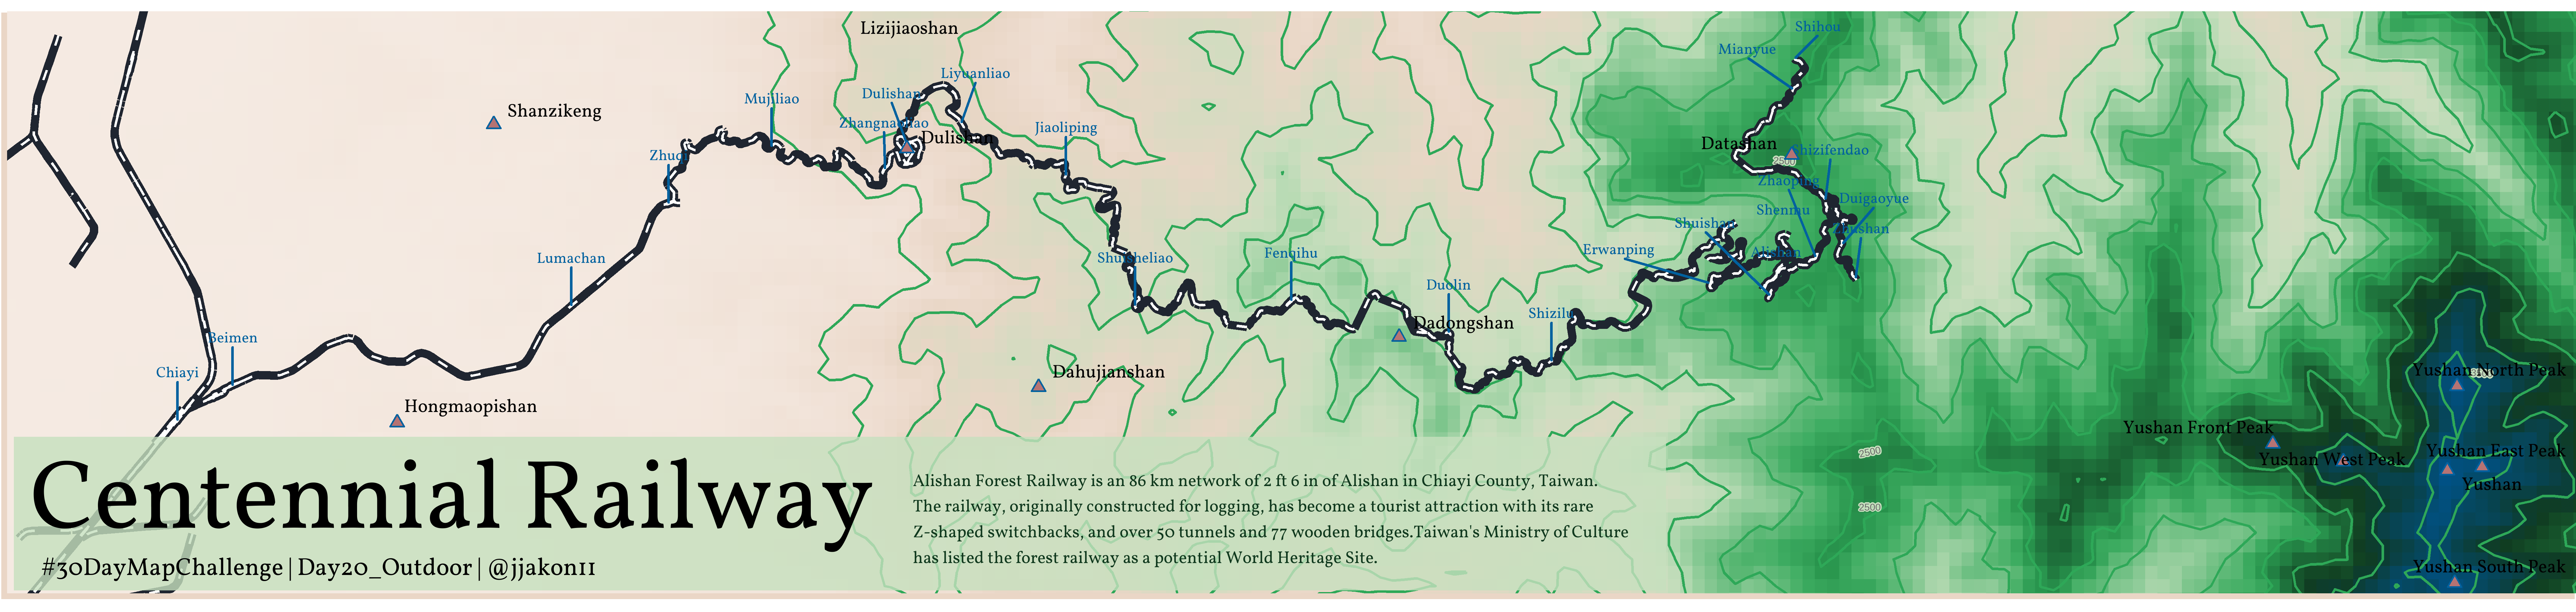 Shihou
Lizijiaoshan
Mianyue
Liyuanliao
Dulishan
Mujiliao
Shanzikeng
Zhangnaoliao
Jiaoliping
Dulishan
Datashan
Shizifendao
2500
Zhuqi
Zhaoping
Duigaoyue
Shenmu
Shuishan
Zhushan
Erwanping
Alishan
Fenqihu
Shuisheliao
Lumachan
Duolin
Shizilu
Dadongshan
Beimen
Yushan North Peak
Chiayi
Dahujianshan
Hongmaopishan
Yushan Front Peak
Yushan East Peak
2500
Yushan West Peak
Yushan
2500
Yushan South Peak
Centennial Railway
#30DayMapChallenge | Day20_Outdoor | @jjakon11
Alishan Forest Railway is an 86 km network of 2 ft 6 in of Alishan in Chiayi County, Taiwan.
The railway, originally constructed for logging, has become a tourist attraction with its rare
Z-shaped switchbacks, and over 50 tunnels and 77 wooden bridges.Taiwan's Ministry of Culture
has listed the forest railway as a potential World Heritage Site.